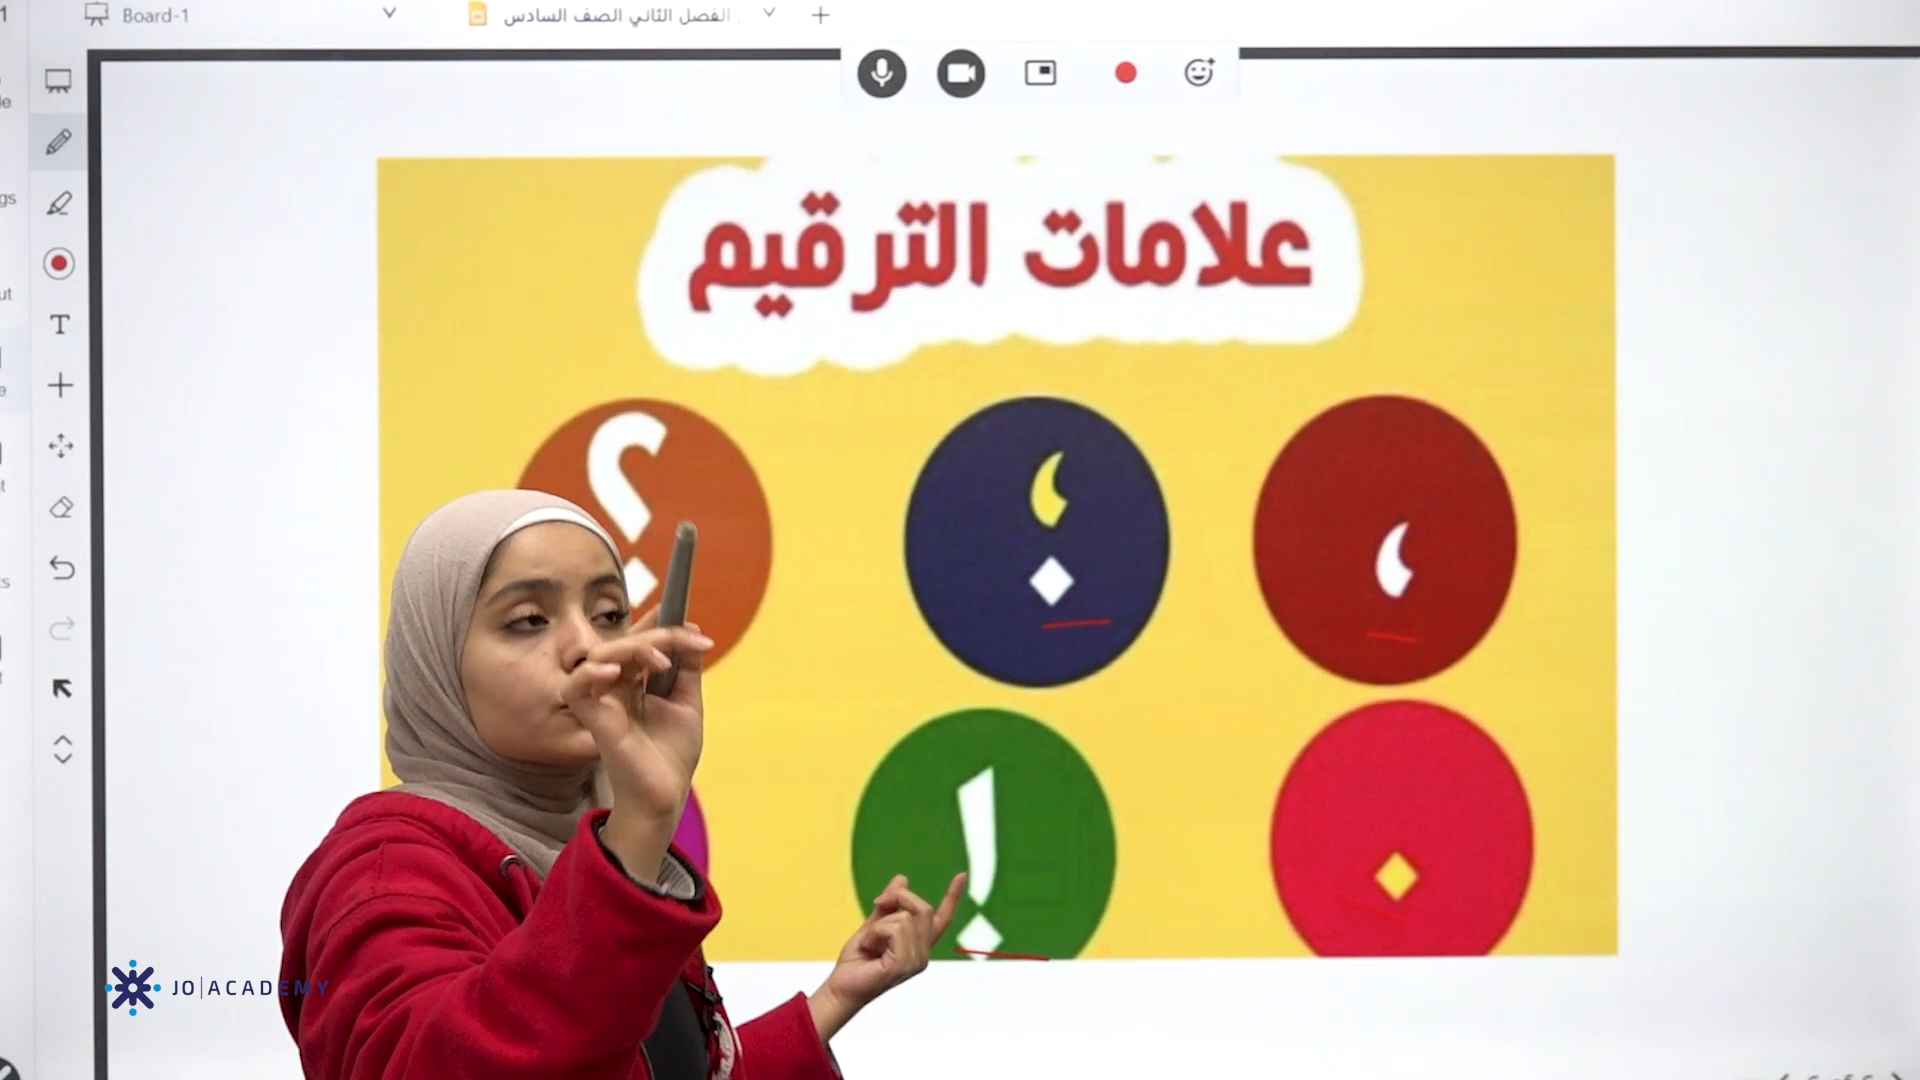 Board-1
الفصل الثاني الصف السادس
علامات الترقيم
؟
؛
،
!
.
T
JO|ACADEMY